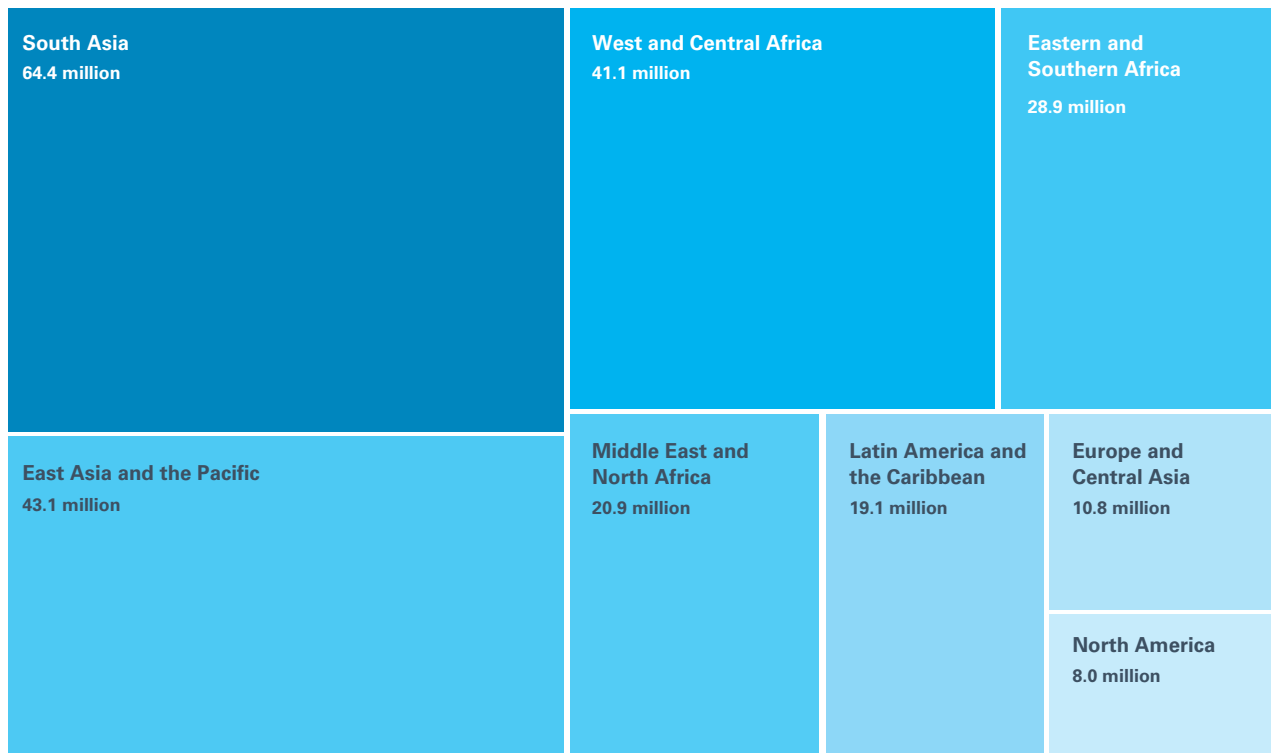 South Asia
64.4 million
West and Central Africa
41.1 million
Eastern and
Southern Africa
28.9 million
East Asia and the Pacific
43.1 million
Middle East and
North Africa
20.9 million
Latin America and
the Caribbean
19.1 million
Europe and
Central Asia
10.8 million
North America
8.0 million